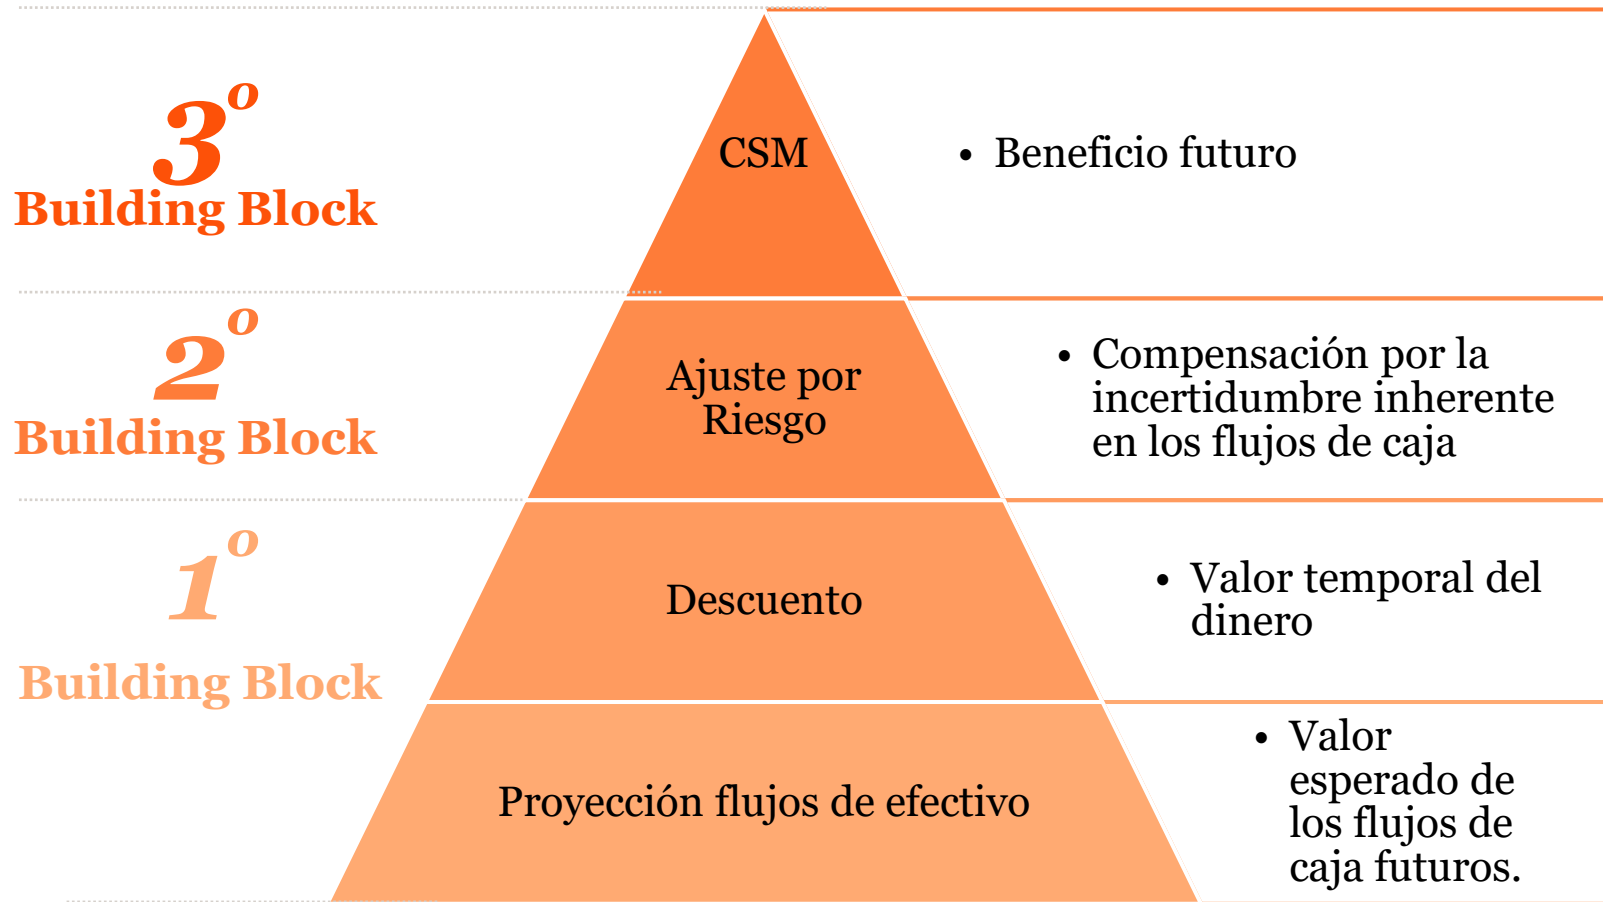 3º
Building Block
CSM
• Beneficio futuro
2º
Building Block
Ajuste por
Riesgo
• Compensación por la
incertidumbre inherente
en los flujos de caja
1º
Building Block
Descuento
• Valor temporal del
dinero
Proyección flujos de efectivo
• Valor
esperado de
los flujos de
caja futuros.